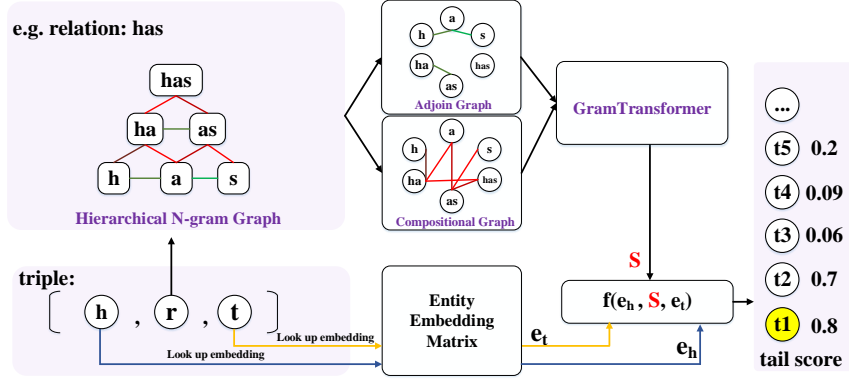 e.g. relation: has
has
ha as
h a s
Hierarchical N-gram Graph
a
h s
ha has
as
Adjoin Graph
a
h s
ha has
as
Compositional Graph
GramTransformer
S
triple:
h , r , t
Look up embedding
Look up embedding
Entity
Embedding
Matrix
e_t
e_h
f(e_h , S, e_t)
...
t5 0.2
t4 0.09
t3 0.06
t2 0.7
t1 0.8
tail score